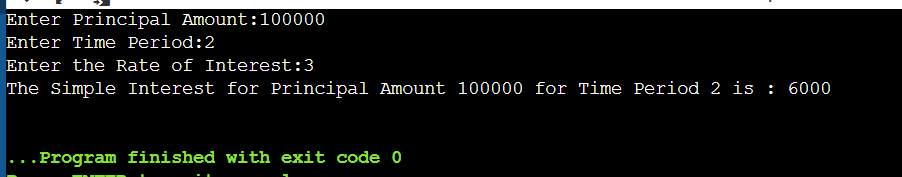 Enter Principal Amount:100000
Enter Time Period:2
Enter the Rate of Interest:3
The Simple Interest for Principal Amount 100000 for Time Period 2 is : 6000
...Program finished with exit code 0